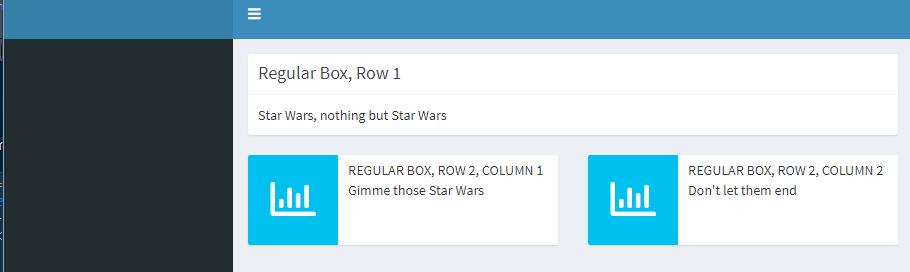 Regular Box, Row 1
Star Wars, nothing but Star Wars
REGULAR BOX, ROW 2, COLUMN 1
Gimme those Star Wars
REGULAR BOX, ROW 2, COLUMN 2
Don't let them end